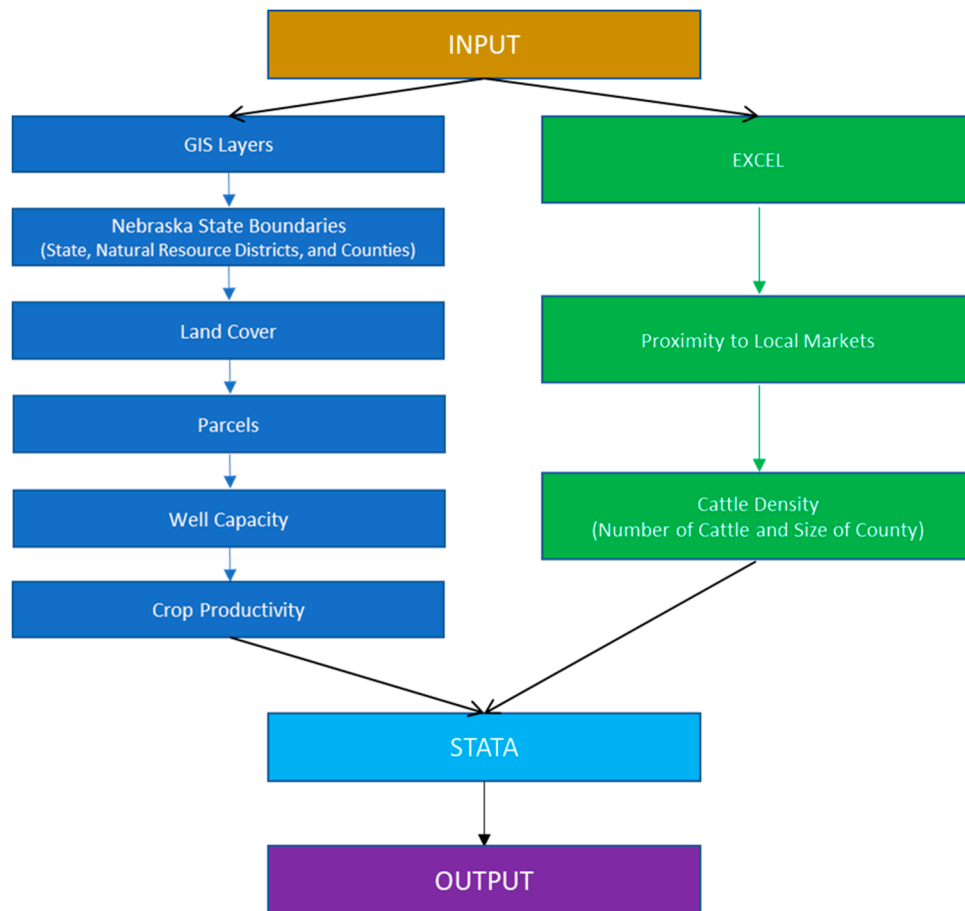 INPUT
GIS Layers
Nebraska State Boundaries
(State, Natural Resource Districts, and Counties)
Land Cover
Parcels
Well Capacity
Crop Productivity
EXCEL
Proximity to Local Markets
Cattle Density
(Number of Cattle and Size of County)
STATA
OUTPUT